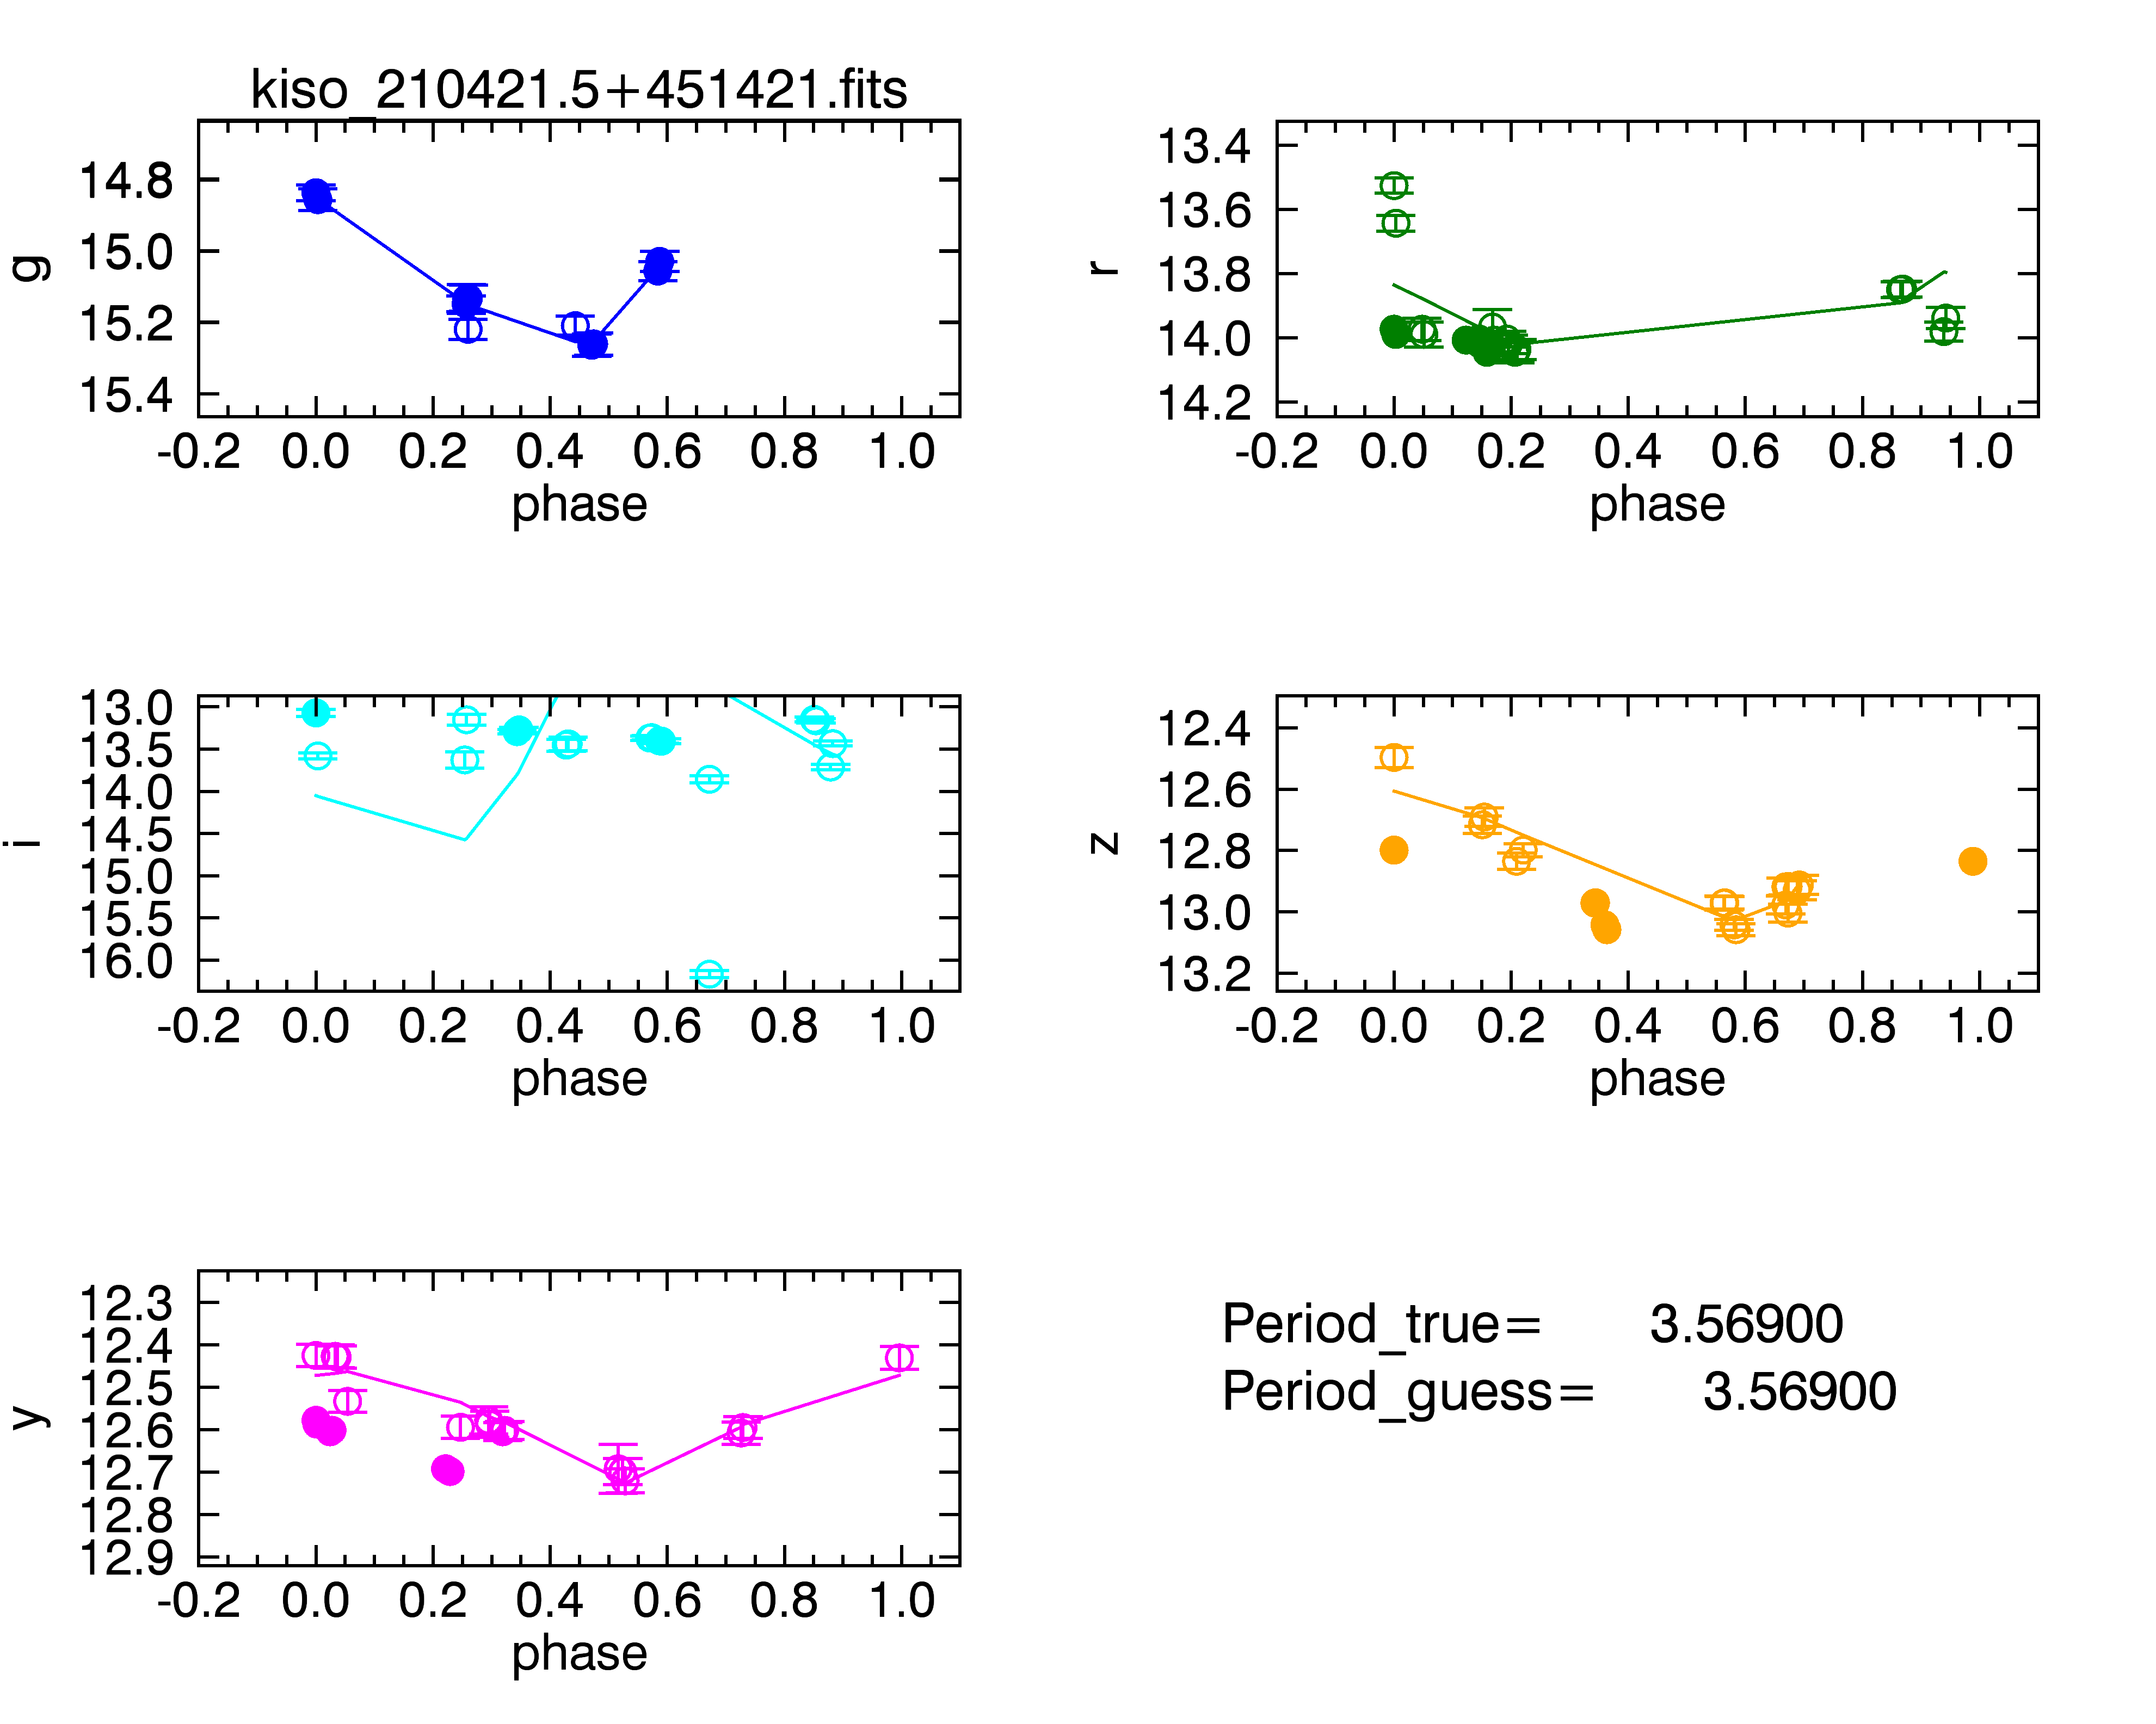 kiso_210421.5+451421.fits
g
14.8
15.0
15.2
15.4
-0.2 0.0 0.2 0.4 0.6 0.8 1.0
phase
r
13.4
13.6
13.8
14.0
14.2
-0.2 0.0 0.2 0.4 0.6 0.8 1.0
phase
i
13.0
13.5
14.0
14.5
15.0
15.5
16.0
-0.2 0.0 0.2 0.4 0.6 0.8 1.0
phase
z
12.4
12.6
12.8
13.0
13.2
-0.2 0.0 0.2 0.4 0.6 0.8 1.0
phase
y
12.3
12.4
12.5
12.6
12.7
12.8
12.9
-0.2 0.0 0.2 0.4 0.6 0.8 1.0
phase
Period_true= 3.56900
Period_guess= 3.56900